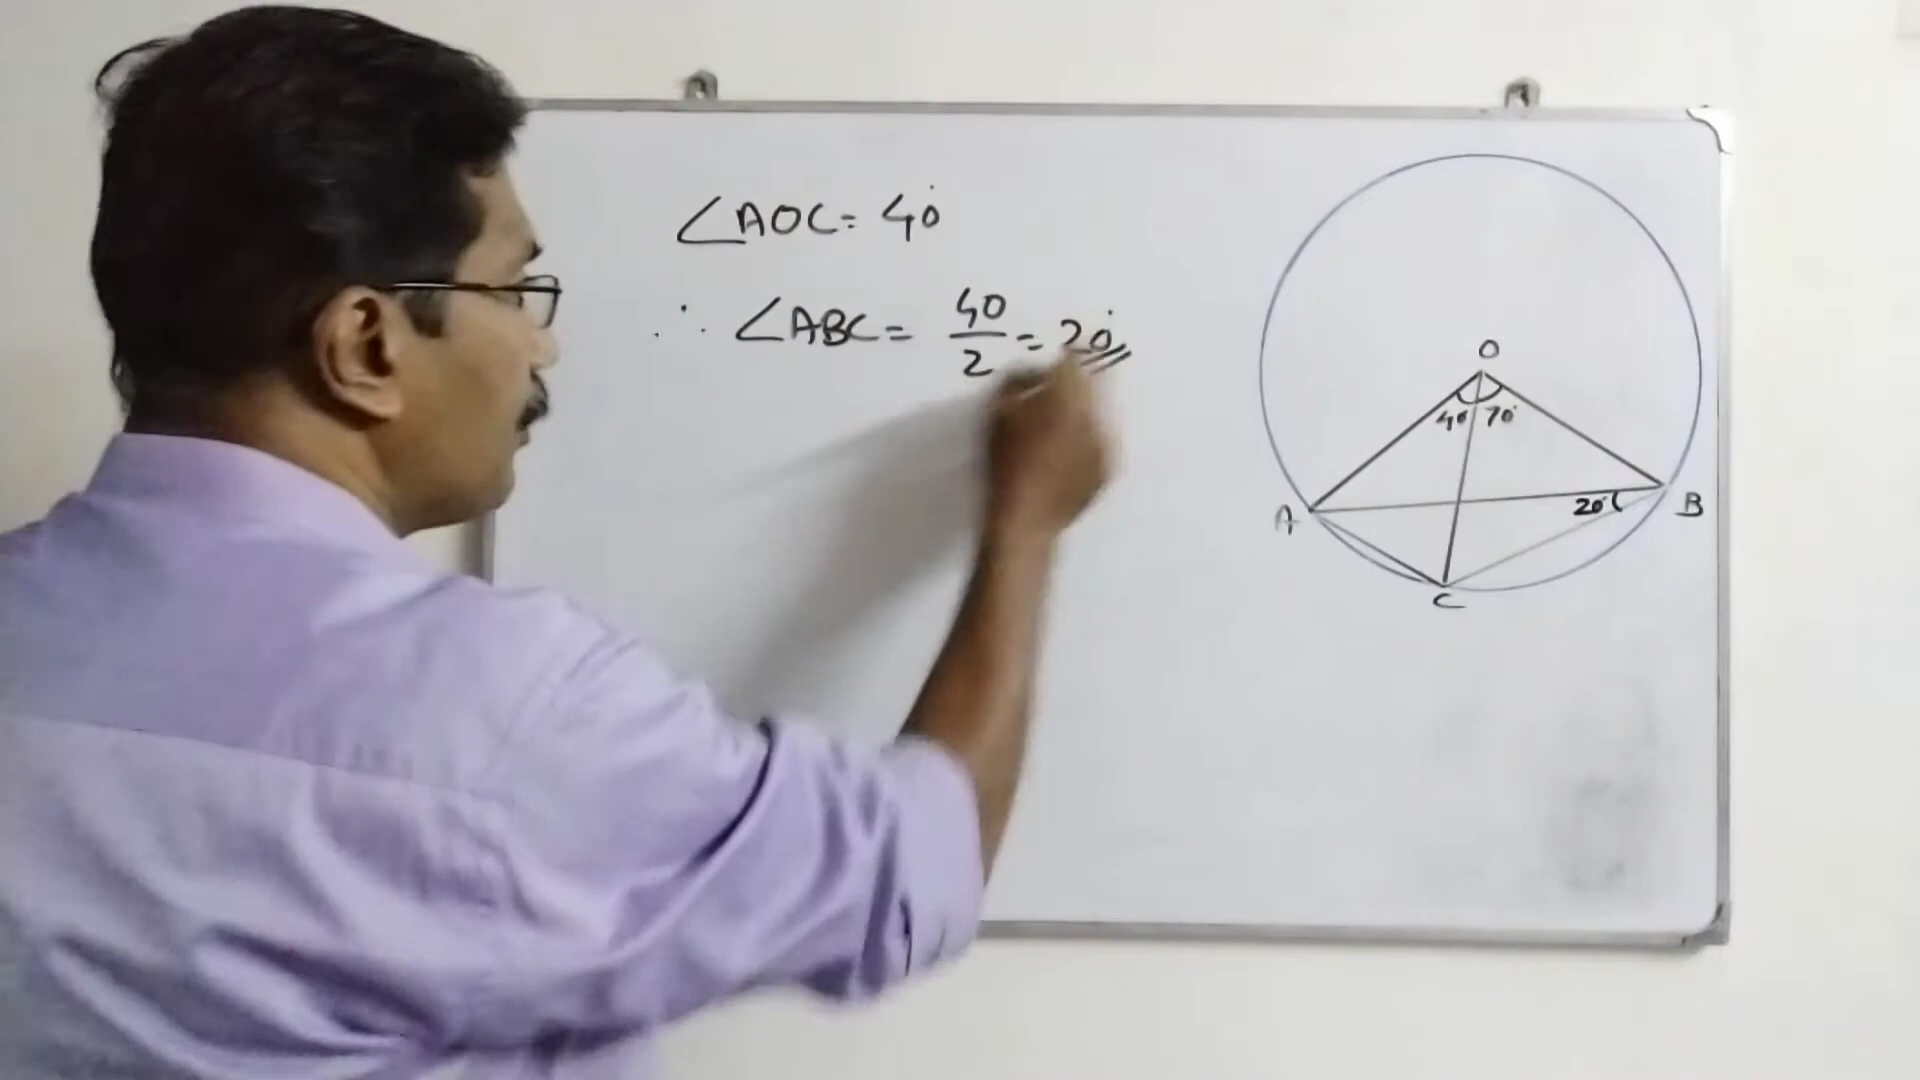 ∠AOC = 40°
∴ ∠ABC = 40/2 = 20°
O
40° 70°
A 20° B
C